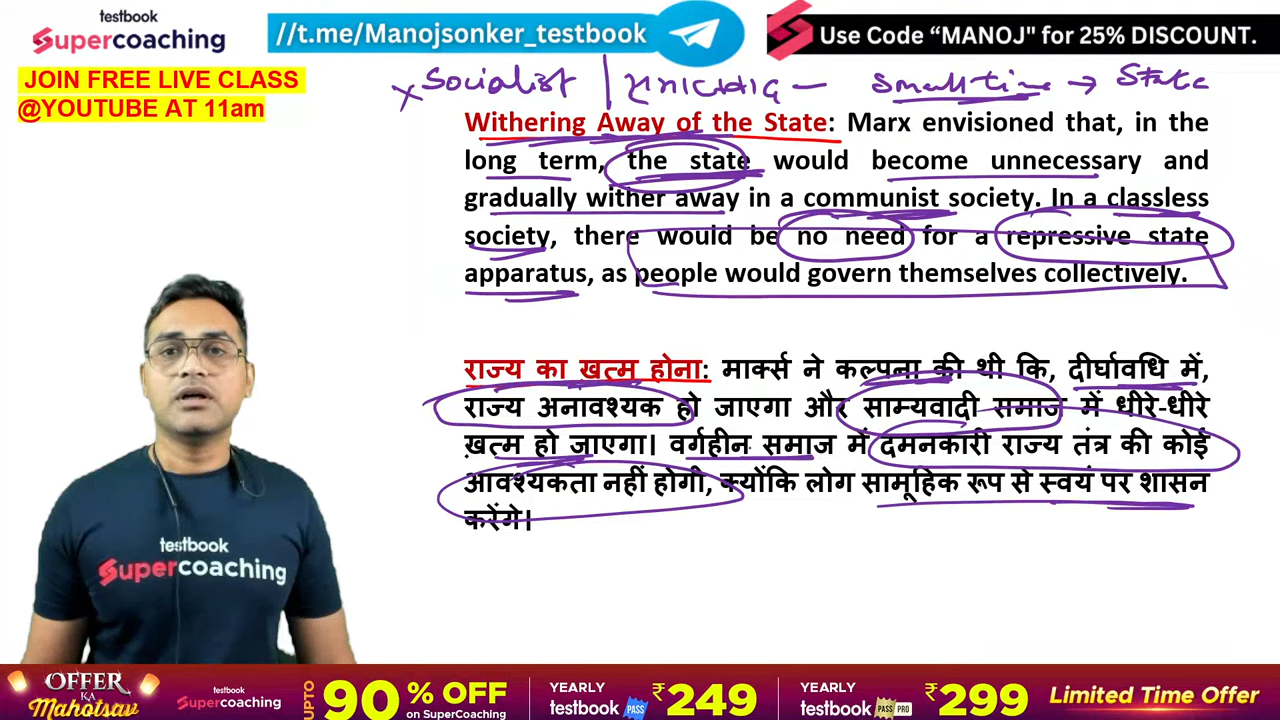 testbook
Supercoaching
//t.me/Manojsonker_testbook
Use Code “MANOJ" for 25% DISCOUNT.
JOIN FREE LIVE CLASS
@YOUTUBE AT 11am
Socialist | समाजवाद – Small time → State
Withering Away of the State: Marx envisioned that, in the
long term, the state would become unnecessary and
gradually wither away in a communist society. In a classless
society, there would be no need for a repressive state
apparatus, as people would govern themselves collectively.
राज्य का खत्म होना: मार्क्स ने कल्पना की थी कि, दीर्घावधि में,
राज्य अनावश्यक हो जाएगा और साम्यवादी समाज में धीरे-धीरे
ख़त्म हो जाएगा। वर्गहीन समाज में दमनकारी राज्य तंत्र की कोई
आवश्यकता नहीं होगी, क्योंकि लोग सामूहिक रूप से स्वयं पर शासन
करेंगे।
testbook
Supercoaching
OFFER
KA
Mahotsav
testbook
Supercoaching
UPTO 90% OFF
on SuperCoaching
YEARLY
testbook PASS
₹249
YEARLY
testbook PASS PRO
₹299
Limited Time Offer